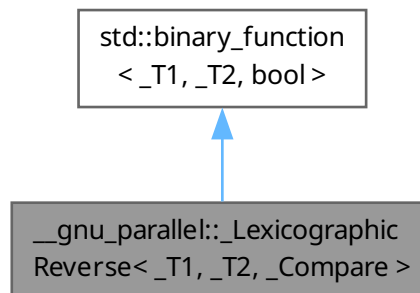 std::binary_function
< _T1, _T2, bool >
__gnu_parallel::_Lexicographic
Reverse< _T1, _T2, _Compare >